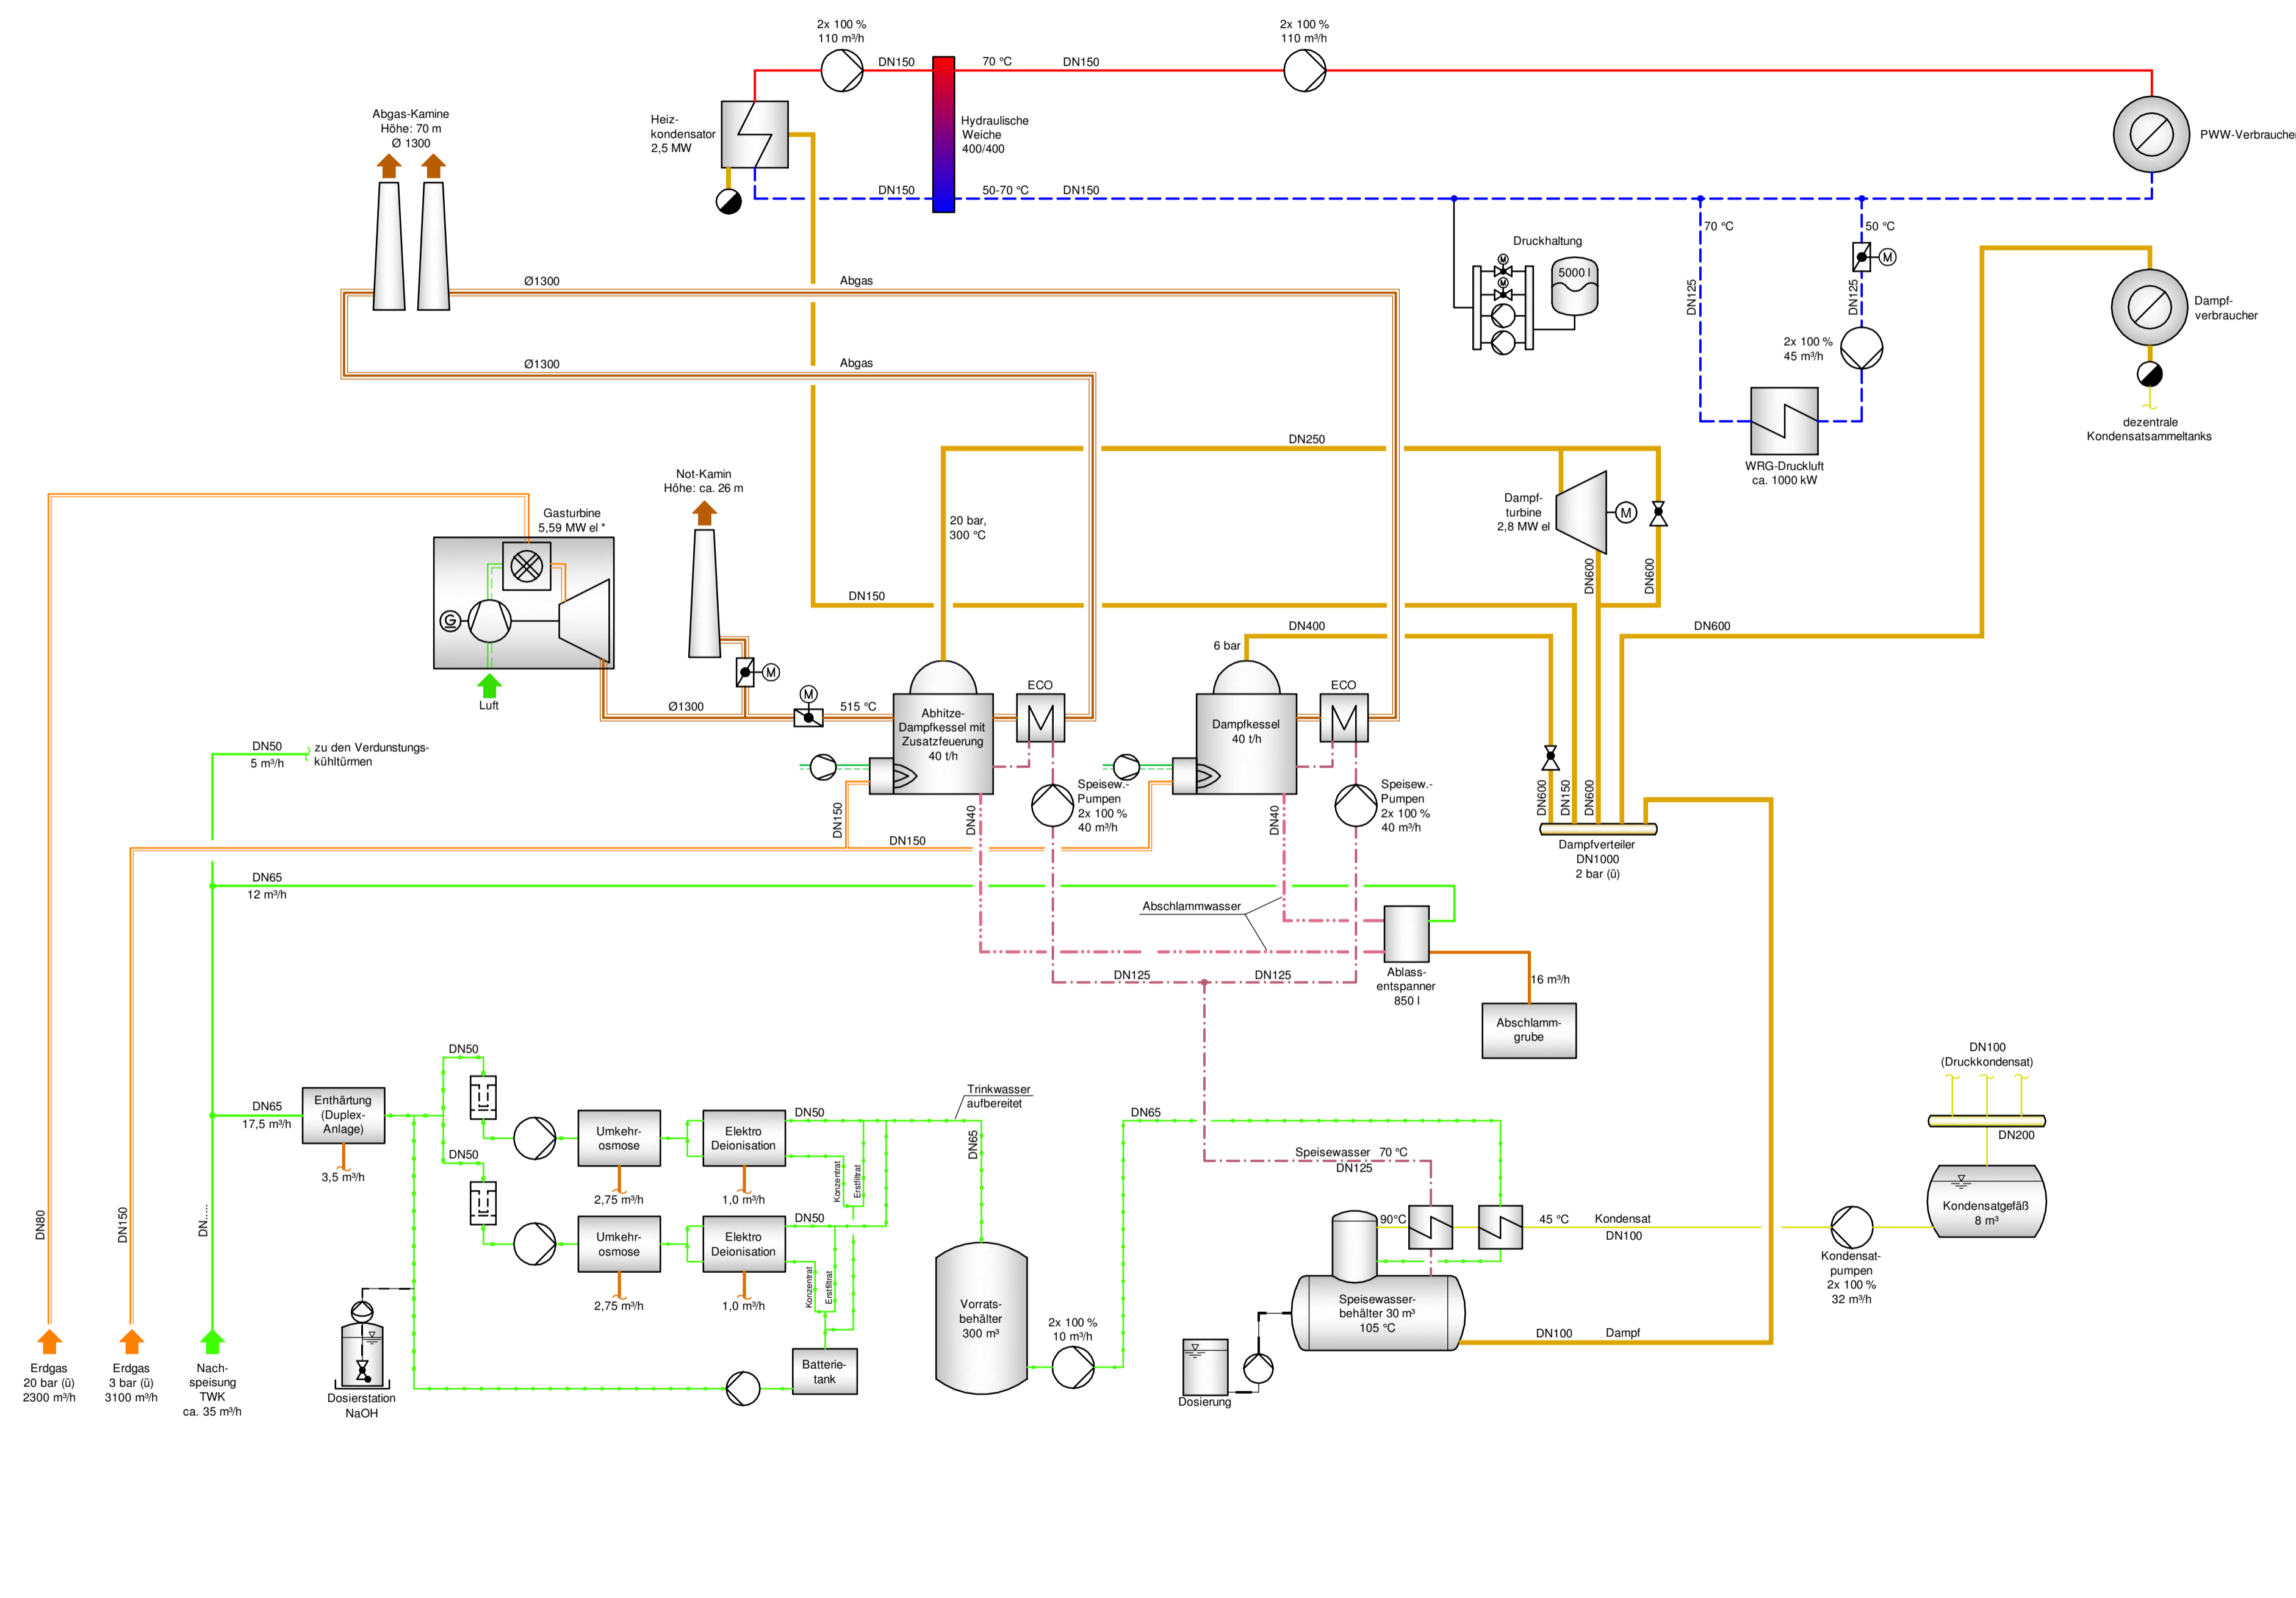 2x 100 %
110 m³/h
2x 100 %
110 m³/h
DN150
70 °C
DN150
Abgas-Kamine
Höhe: 70 m
Ø 1300
Heiz-
kondensator
2,5 MW
Hydraulische
Weiche
400/400
PWW-Verbraucher
DN150
50-70 °C
DN150
70 °C
50 °C
M
Druckhaltung
M
M
5000 l
DN125
DN125
Ø1300
Abgas
Dampf-
verbraucher
2x 100 %
45 m³/h
Ø1300
Abgas
dezentrale
Kondensatsammeltanks
WRG-Druckluft
ca. 1000 kW
DN250
Not-Kamin
Höhe: ca. 26 m
Gasturbine
5,59 MW el *
G
Luft
20 bar,
300 °C
Dampf-
turbine
2,8 MW el
M
DN600
DN600
DN150
DN400
DN600
6 bar
M
M
Ø1300
515 °C
Abhitze-
Dampfkessel mit
Zusatzfeuerung
40 t/h
ECO
Dampfkessel
40 t/h
ECO
DN50
5 m³/h
zu den Verdunstungs-
kühltürmen
Speisew.-
Pumpen
2x 100 %
40 m³/h
Speisew.-
Pumpen
2x 100 %
40 m³/h
DN150
DN40
DN40
DN600
DN150
DN600
DN150
Dampfverteiler
DN1000
2 bar (ü)
DN65
12 m³/h
Abschlammwasser
DN125
DN125
Ablass-
entspanner
850 l
16 m³/h
Abschlamm-
grube
DN100
(Druckkondensat)
DN200
Kondensatgefäß
8 m³
DN50
DN65
17,5 m³/h
Enthärtung
(Duplex-
Anlage)
3,5 m³/h
Umkehr-
osmose
2,75 m³/h
Elektro
Deionisation
1,0 m³/h
DN50
Konzentrat
Erstfiltrat
Trinkwasser
aufbereitet
DN65
DN65
DN50
Umkehr-
osmose
2,75 m³/h
Elektro
Deionisation
1,0 m³/h
DN50
Konzentrat
Erstfiltrat
Speisewasser 70 °C
DN125
90°C
45 °C
Kondensat
DN100
Kondensat-
pumpen
2x 100 %
32 m³/h
Speisewasser-
behälter 30 m³
105 °C
DN100
Dampf
Vorrats-
behälter
300 m³
2x 100 %
10 m³/h
Dosierung
Batterie-
tank
Dosierstation
NaOH
DN80
DN150
DN.....
Erdgas
20 bar (ü)
2300 m³/h
Erdgas
3 bar (ü)
3100 m³/h
Nach-
speisung
TWK
ca. 35 m³/h